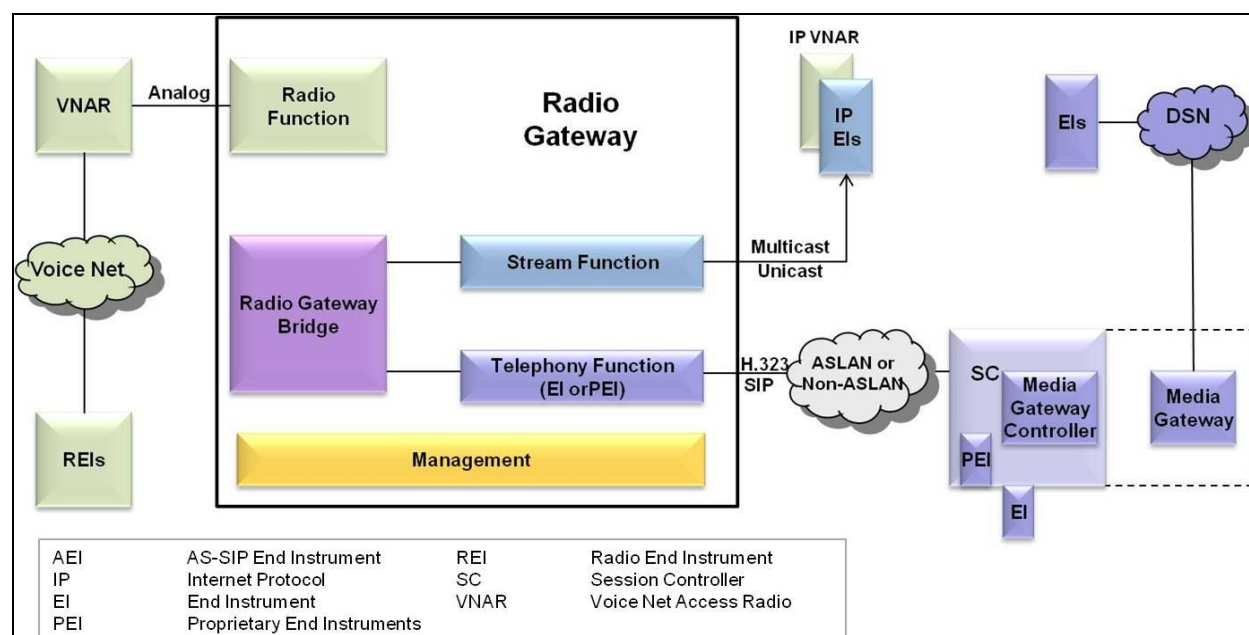 IP VNAR
VNAR
Analog
Radio
Function
Radio
Gateway
IP
EIs
EIs
DSN
Voice Net
Radio Gateway
Bridge
Stream Function
Multicast
Unicast
Telephony Function
(EI orPEI)
H.323
SIP
ASLAN or
Non-ASLAN
SC
Media
Gateway
Controller
Media
Gateway
PEI
EI
REIs
Management
AEI AS-SIP End Instrument REI Radio End Instrument
IP Internet Protocol SC Session Controller
EI End Instrument VNAR Voice Net Access Radio
PEI Proprietary End Instruments